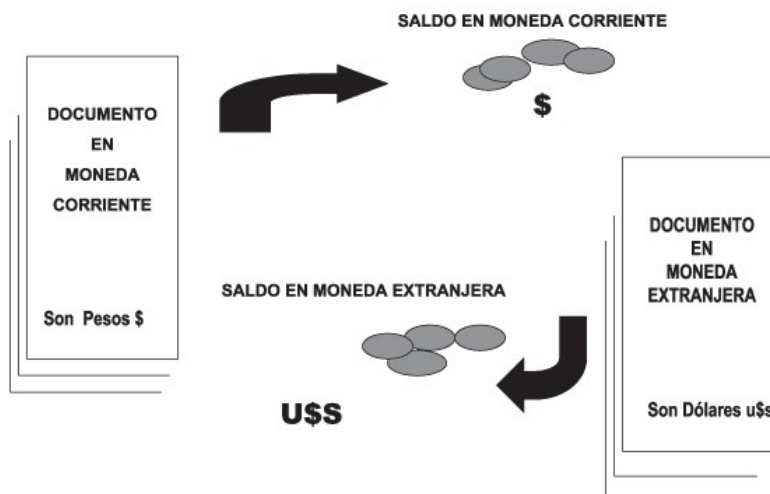 SALDO EN MONEDA CORRIENTE
$
DOCUMENTO
EN
MONEDA
CORRIENTE
Son Pesos $
DOCUMENTO
EN
MONEDA
EXTRANJERA
Son Dólares u$s
SALDO EN MONEDA EXTRANJERA
U$S